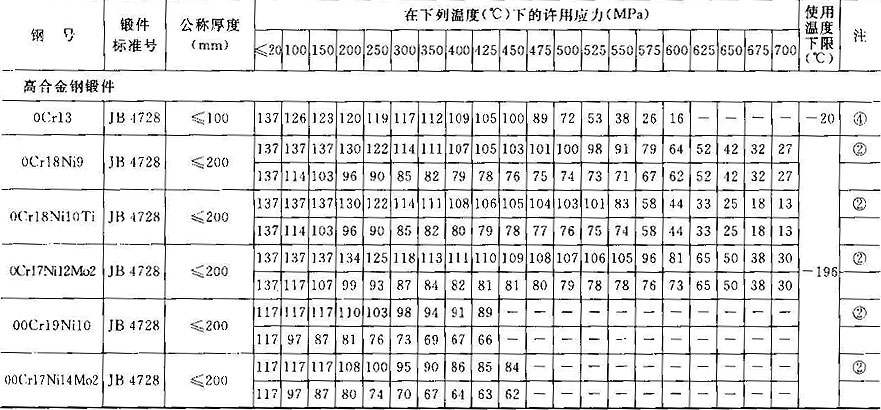 钢 号 锻件标准号 公称厚度(mm) 在下列温度(℃)下的许用应力(MPa) 使用温度下限(℃) 注
≤20 100 150 200 250 300 350 400 425 450 475 500 525 550 575 600 625 650 675 700
高合金钢锻件
0Cr13 JB 4728 ≤100 137 126 123 120 119 117 112 109 105 100 89 72 53 38 26 16 — — — — －20 ④
0Cr18Ni9 JB 4728 ≤200 137 137 137 130 122 114 111 107 105 103 101 100 98 91 79 64 52 42 32 27 ②
137 114 103 96 90 85 82 79 78 76 75 74 73 71 67 62 52 42 32 27
0Cr18Ni10Ti JB 4728 ≤200 137 137 137 130 122 114 111 108 106 105 104 103 101 83 58 44 33 25 18 13 ②
137 114 103 96 90 85 82 80 79 78 77 76 75 74 58 44 33 25 18 13
0Cr17Ni12Mo2 JB 4728 ≤200 137 137 137 134 125 118 113 111 110 109 108 107 106 105 96 81 65 50 38 30 －196 ②
137 117 107 99 93 87 84 82 81 81 80 79 78 78 76 73 65 50 38 30
00Cr19Ni10 JB 4728 ≤200 117 117 117 110 103 98 94 91 89 — — — — — — — — — — — ②
117 97 87 81 76 73 69 67 66 — — — — — — — — — — —
00Cr17Ni14Mo2 JB 4728 ≤200 117 117 117 108 100 95 90 86 85 84 — — — — — — — — — — ②
117 97 87 80 74 70 67 64 63 62 — — — — — — — — — —